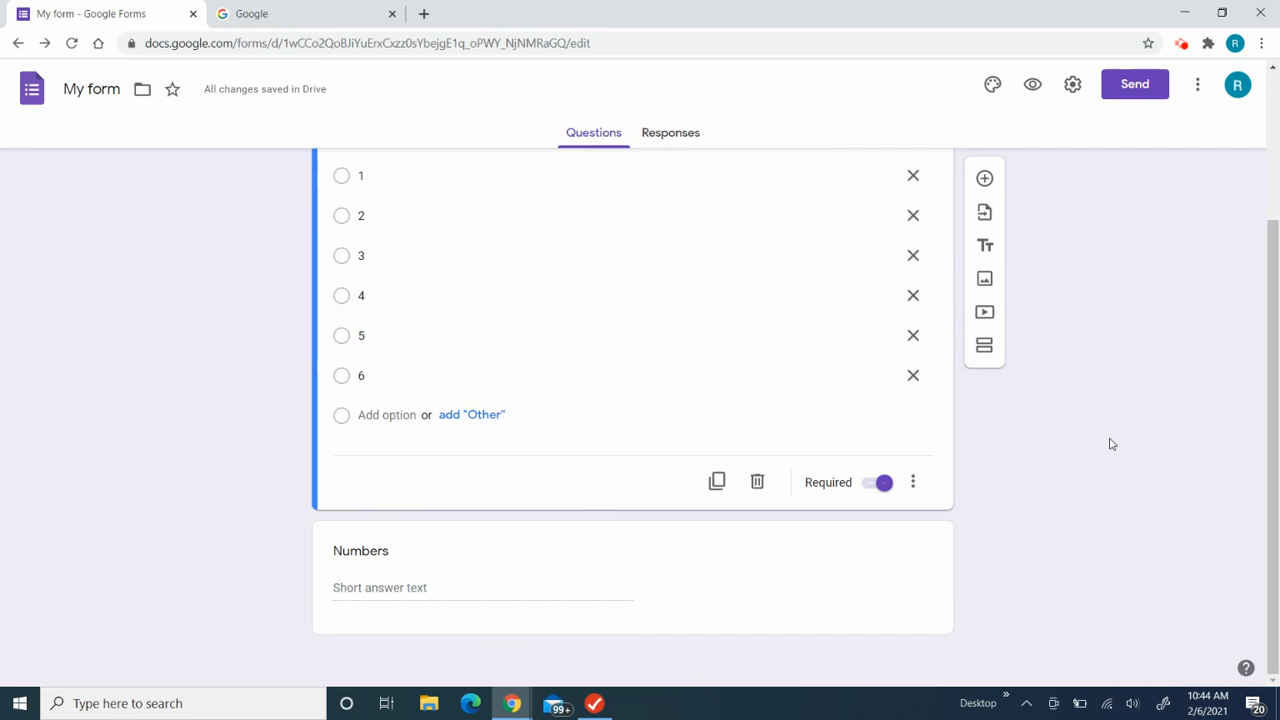 My form - Google Forms
Google
docs.google.com/forms/d/1wCCo2QoBJiYuErxCxzz0sYbejgE1q_oPWY_NjNMRaGQ/edit
R
My form
All changes saved in Drive
Send
R
Questions
Responses
1
2
3
4
5
6
Add option or add "Other"
Required
Numbers
Short answer text
Type here to search
99+
Desktop
10:44 AM
2/6/2021
20